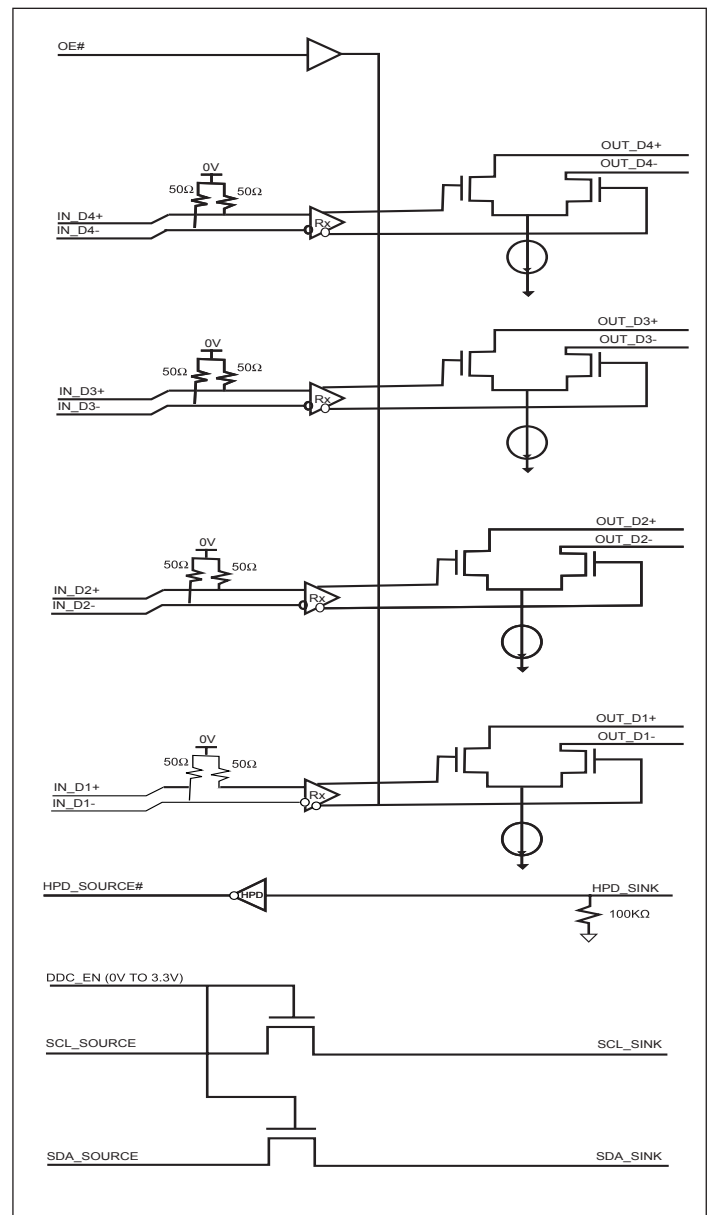 OE#
OUT_D4+
0V
OUT_D4-
50Ω
50Ω
IN_D4+
Rx
IN_D4-
OUT_D3+
0V
OUT_D3-
50Ω
50Ω
IN_D3+
Rx
IN_D3-
OUT_D2+
0V
OUT_D2-
50Ω
50Ω
IN_D2+
Rx
IN_D2-
OUT_D1+
0V
OUT_D1-
50Ω
50Ω
IN_D1+
Rx
IN_D1-
HPD_SOURCE#
HPD
HPD_SINK
100KΩ
DDC_EN (0V TO 3.3V)
SCL_SOURCE
SCL_SINK
SDA_SOURCE
SDA_SINK